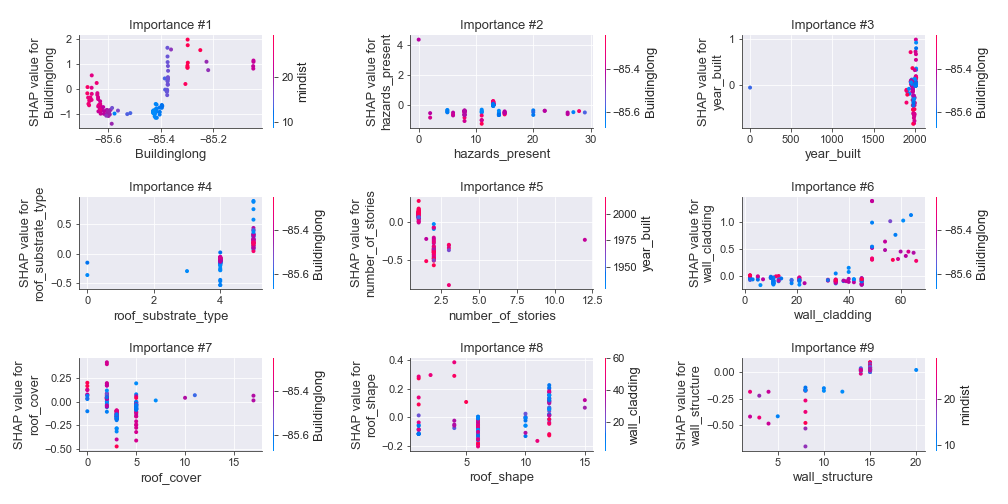 Importance #1
SHAP value for
Buildinglong
2
1
0
−1
−85.6
−85.4
−85.2
Buildinglong
20
10
mindist
Importance #2
SHAP value for
hazards_present
4
2
0
0
10
20
30
hazards_present
−85.4
−85.6
Buildinglong
Importance #3
SHAP value for
year_built
1
0
0
500
1000
1500
2000
year_built
−85.4
−85.6
Buildinglong
Importance #4
SHAP value for
roof_substrate_type
0.5
0.0
−0.5
0
2
4
roof_substrate_type
−85.4
−85.6
Buildinglong
Importance #5
SHAP value for
number_of_stories
0.0
−0.5
2.5
5.0
7.5
10.0
12.5
number_of_stories
2000
1975
1950
year_built
Importance #6
SHAP value for
wall_cladding
1.0
0.5
0.0
0
20
40
60
wall_cladding
−85.4
−85.6
Buildinglong
Importance #7
SHAP value for
roof_cover
0.25
0.00
−0.25
−0.50
0
5
10
15
roof_cover
−85.4
−85.6
Buildinglong
Importance #8
SHAP value for
roof_shape
0.4
0.2
0.0
−0.2
5
10
15
roof_shape
60
40
20
wall_cladding
Importance #9
SHAP value for
wall_structure
0.00
−0.25
−0.50
5
10
15
20
wall_structure
20
10
mindist